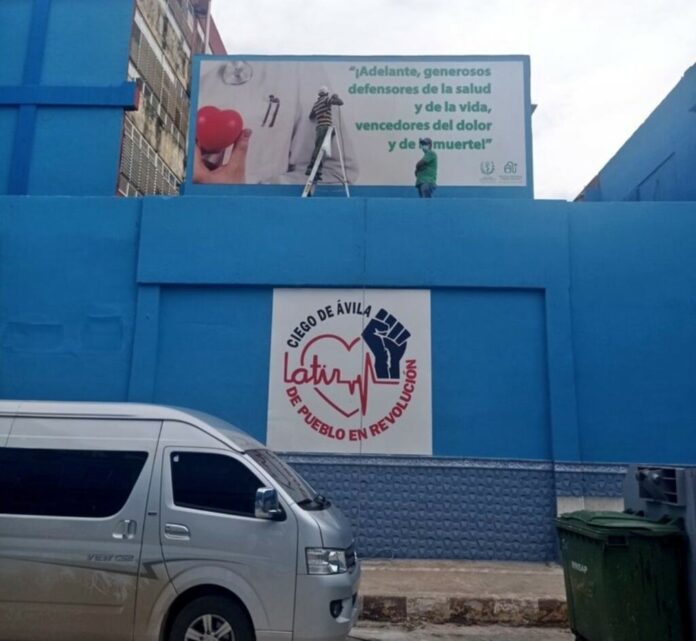 "¡Adelante, generosos
defensores de la salud
y de la vida,
vencedores del dolor
y de muerte!"
CIEGO DE ÁVILA
Latir
DE PUEBLO EN REVOLUCIÓN